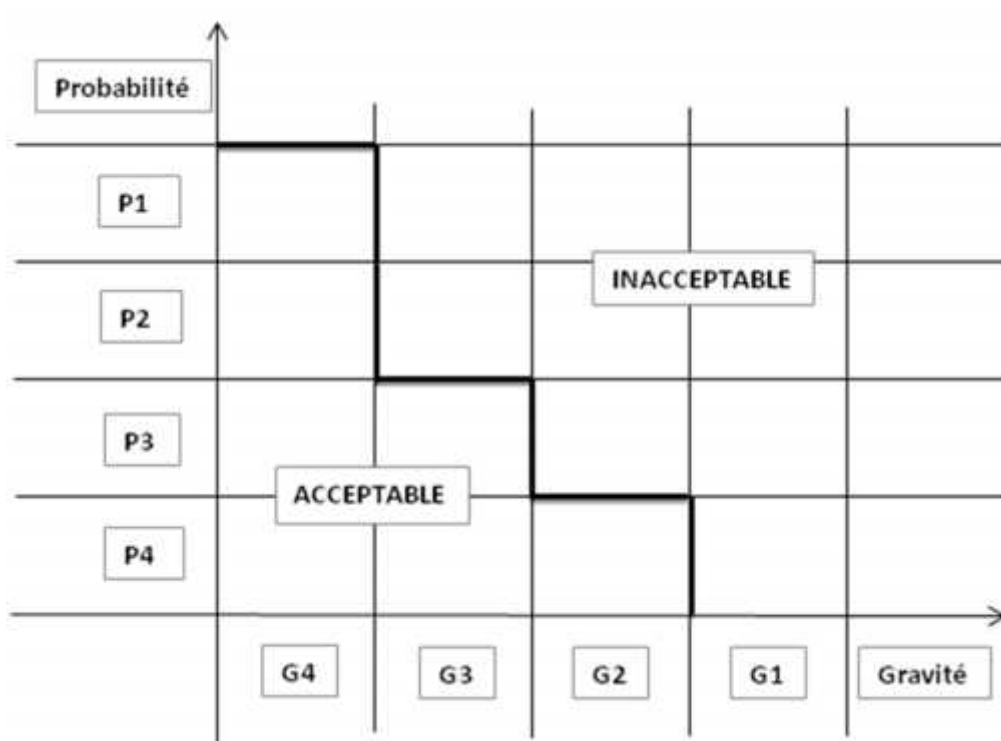 Probabilité
P1
INACCEPTABLE
P2
P3
ACCEPTABLE
P4
G4
G3
G2
G1
Gravité